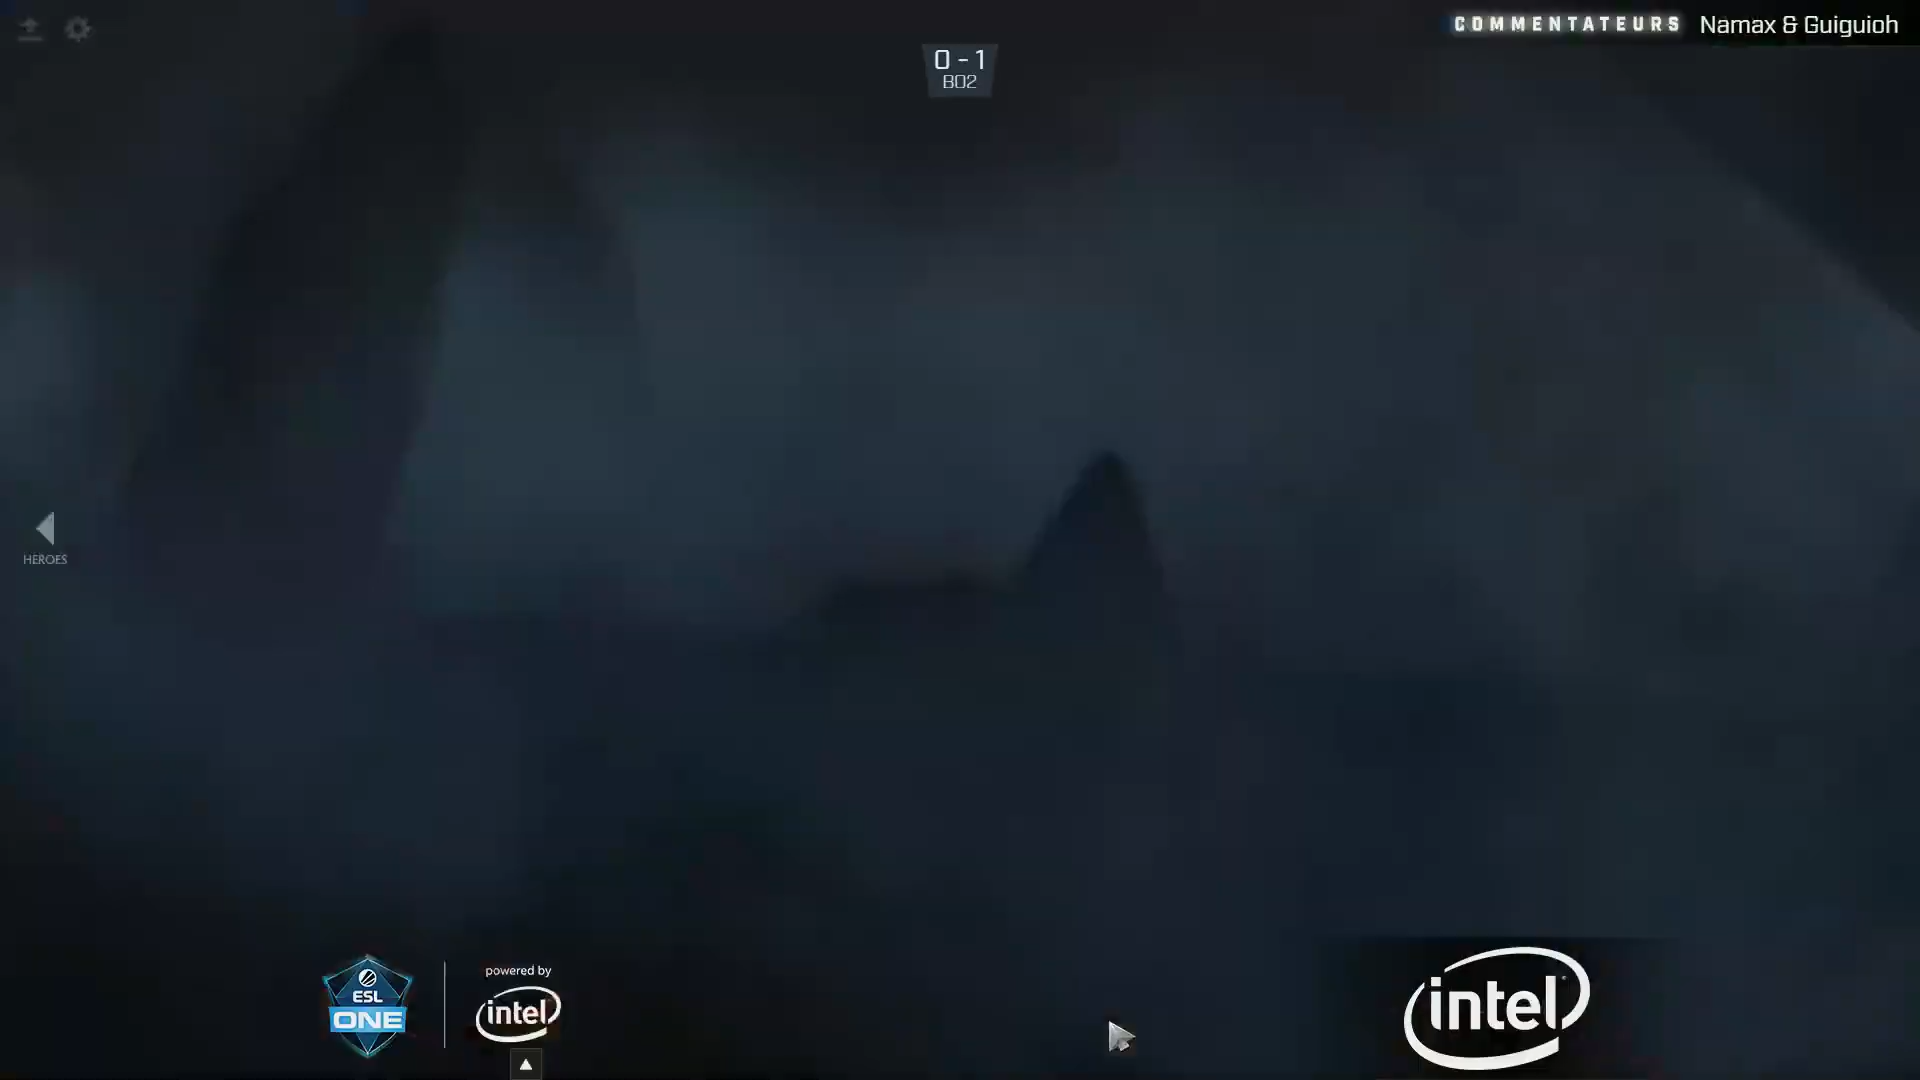 COMMENTATEURS Namax & Guiguioh
0 - 1
BO2
HEROES
ESL
ONE
powered by
intel
intel